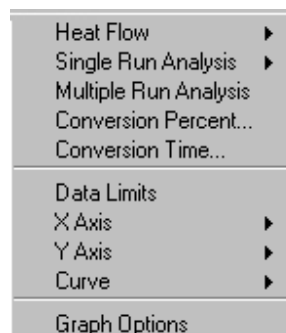 Heat Flow
Single Run Analysis
Multiple Run Analysis
Conversion Percent...
Conversion Time...
Data Limits
X Axis
Y Axis
Curve
Graph Options